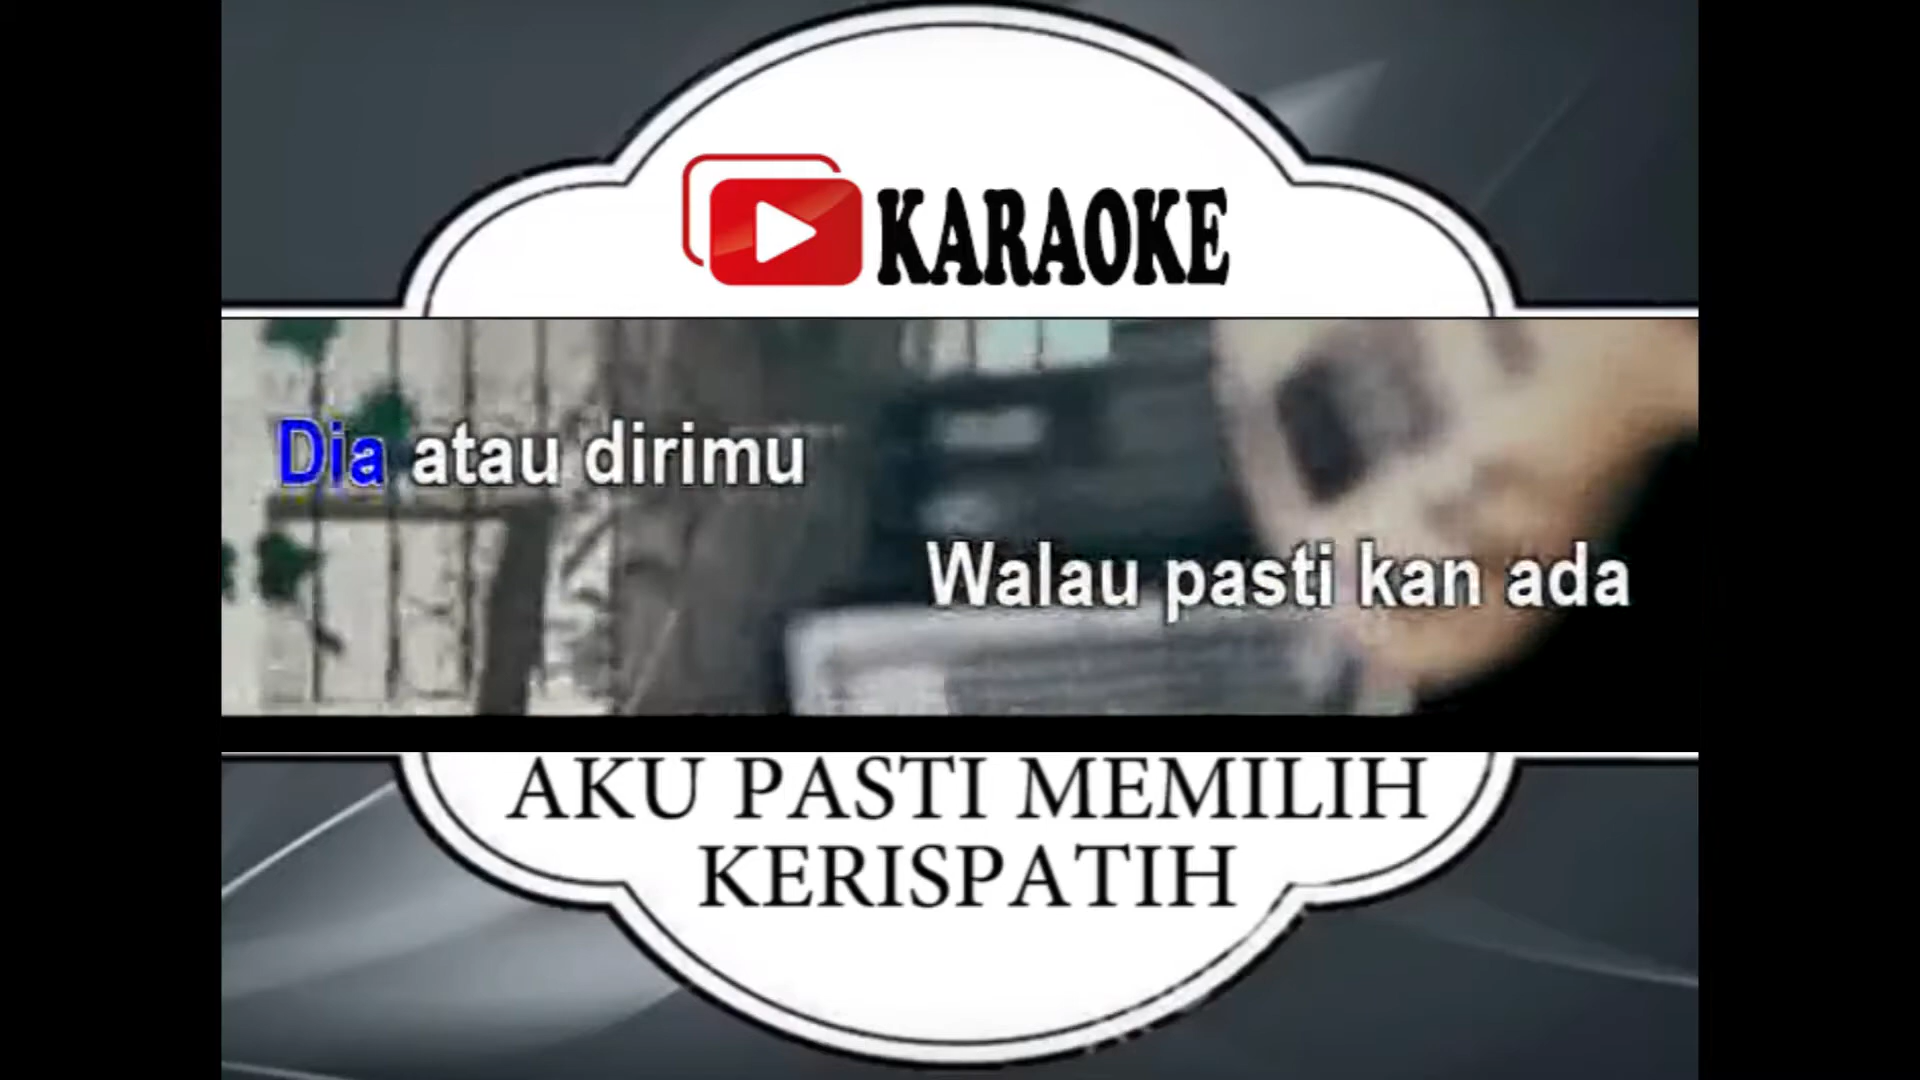 KARAOKE
Dia atau dirimu
Walau pasti kan ada
AKU PASTI MEMILIH
KERISPATIH